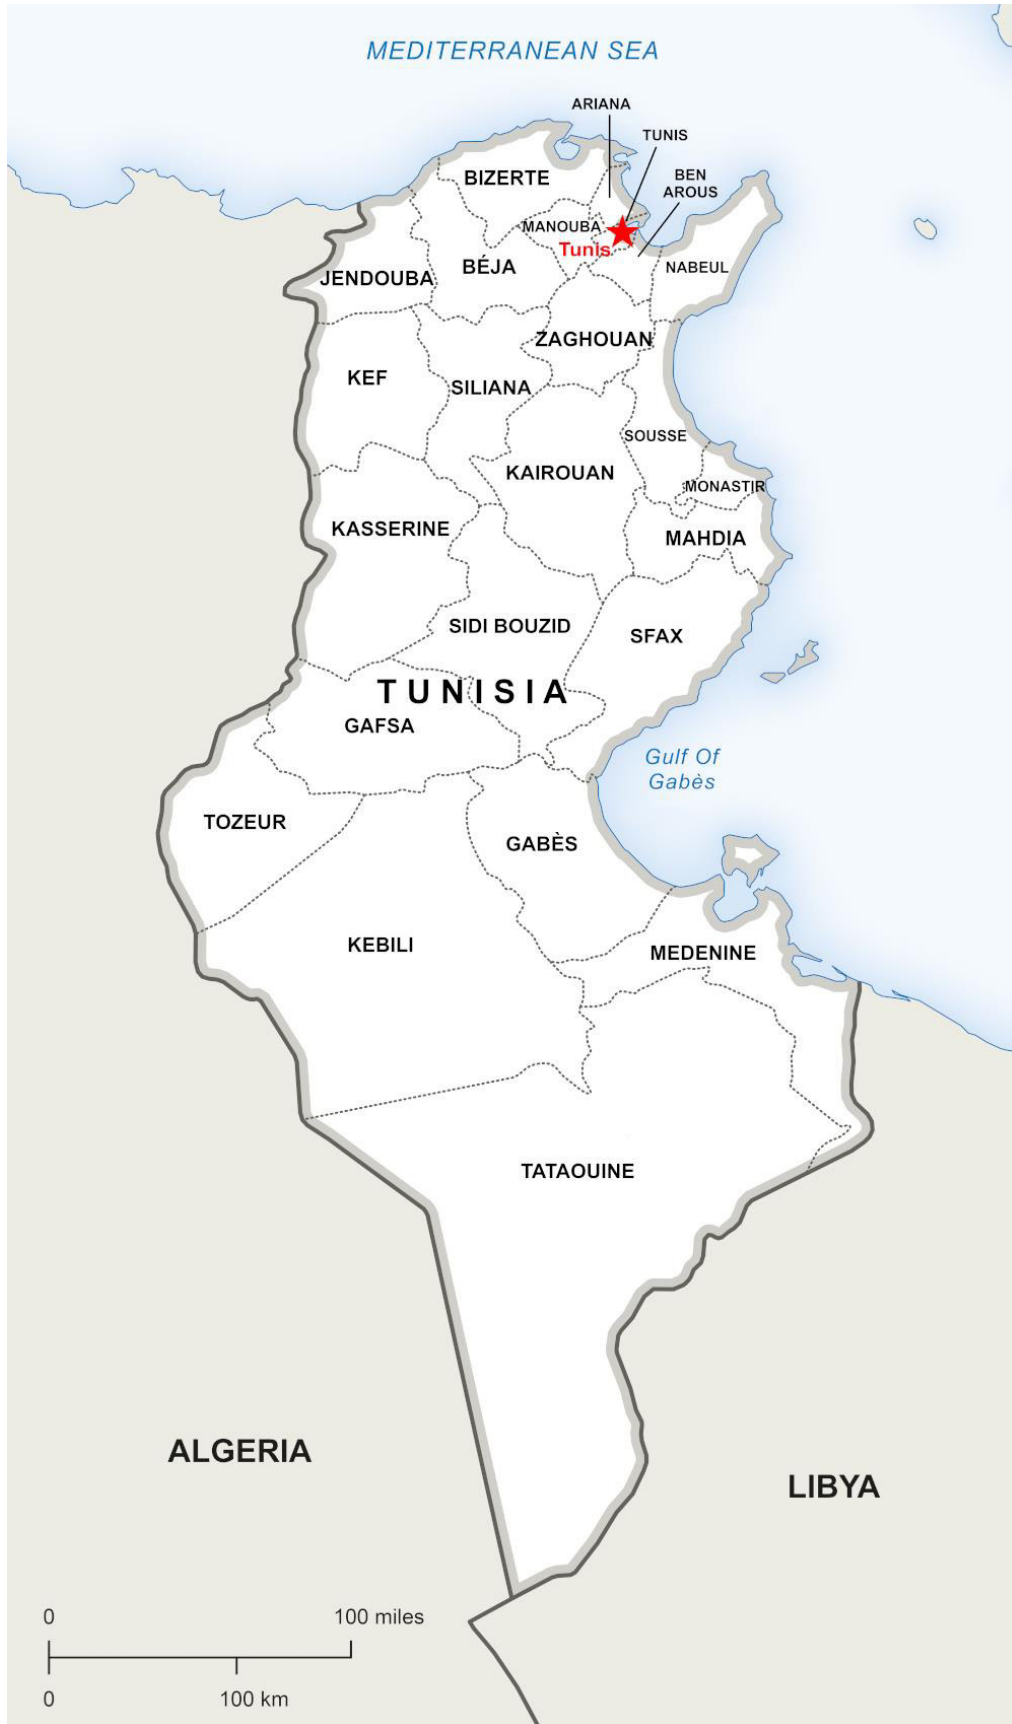 MEDITERRANEAN SEA
ARIANA
TUNIS
BEN
AROUS
BIZERTE
MANOUBA
Tunis
NABEUL
JENDOUBA
BÉJA
ZAGHOUAN
KEF
SILIANA
SOUSSE
KAIROUAN
MONASTIR
KASSERINE
MAHDIA
SIDI BOUZID
SFAX
TUNISIA
GAFSA
Gulf Of
Gabès
TOZEUR
GABÈS
KEBILI
MEDENINE
TATAOUINE
ALGERIA
LIBYA
0 100 miles
0 100 km